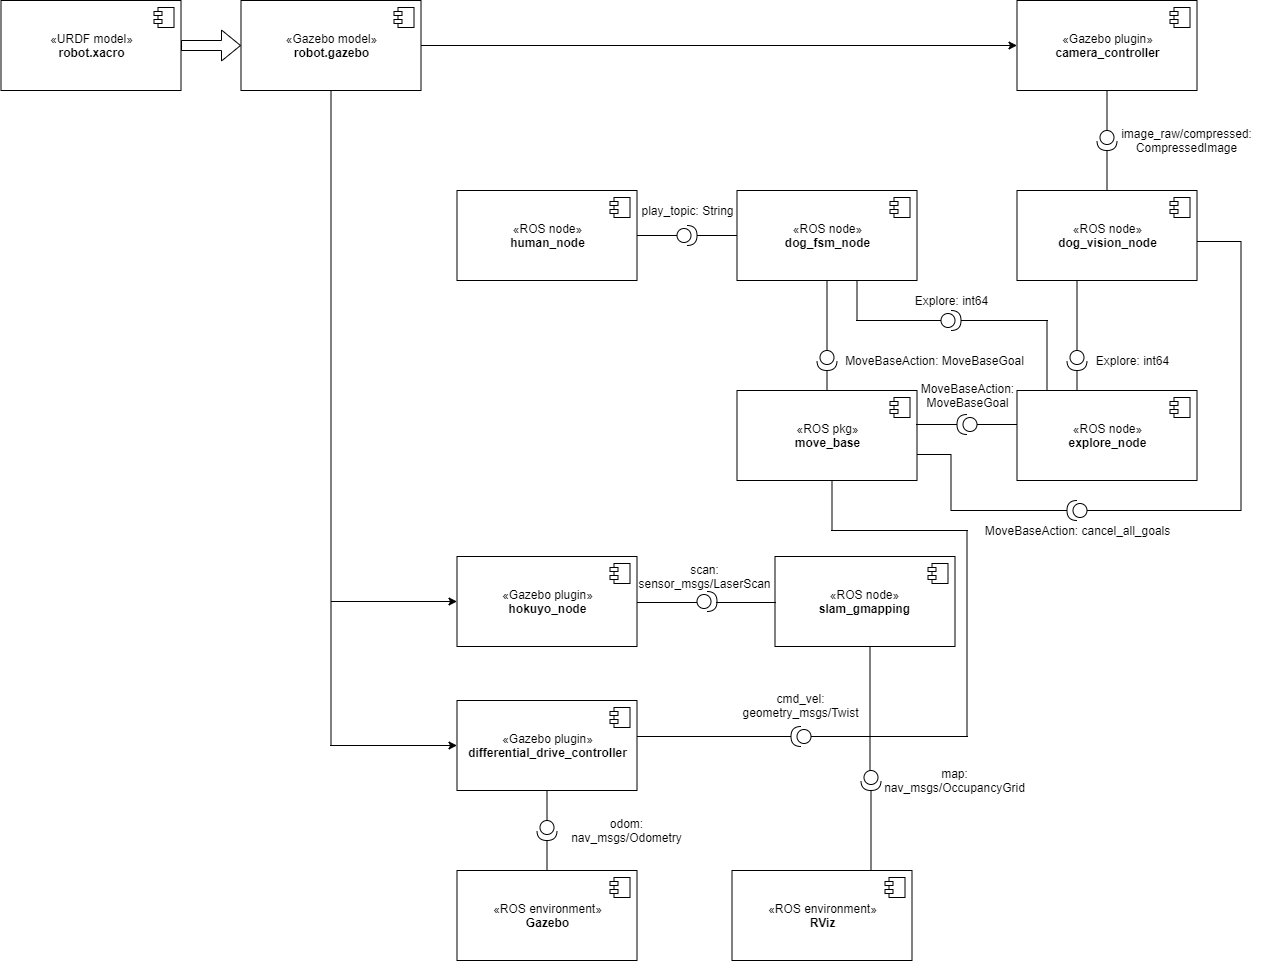 «URDF model»
robot.xacro
«Gazebo model»
robot.gazebo
«Gazebo plugin»
camera_controller
image_raw/compressed:
CompressedImage
«ROS node»
human_node
play_topic: String
«ROS node»
dog_fsm_node
«ROS node»
dog_vision_node
Explore: int64
MoveBaseAction: MoveBaseGoal
Explore: int64
MoveBaseAction:
MoveBaseGoal
«ROS pkg»
move_base
«ROS node»
explore_node
MoveBaseAction: cancel_all_goals
«Gazebo plugin»
hokuyo_node
scan:
sensor_msgs/LaserScan
«ROS node»
slam_gmapping
«Gazebo plugin»
differential_drive_controller
cmd_vel:
geometry_msgs/Twist
map:
nav_msgs/OccupancyGrid
odom:
nav_msgs/Odometry
«ROS environment»
Gazebo
«ROS environment»
RViz